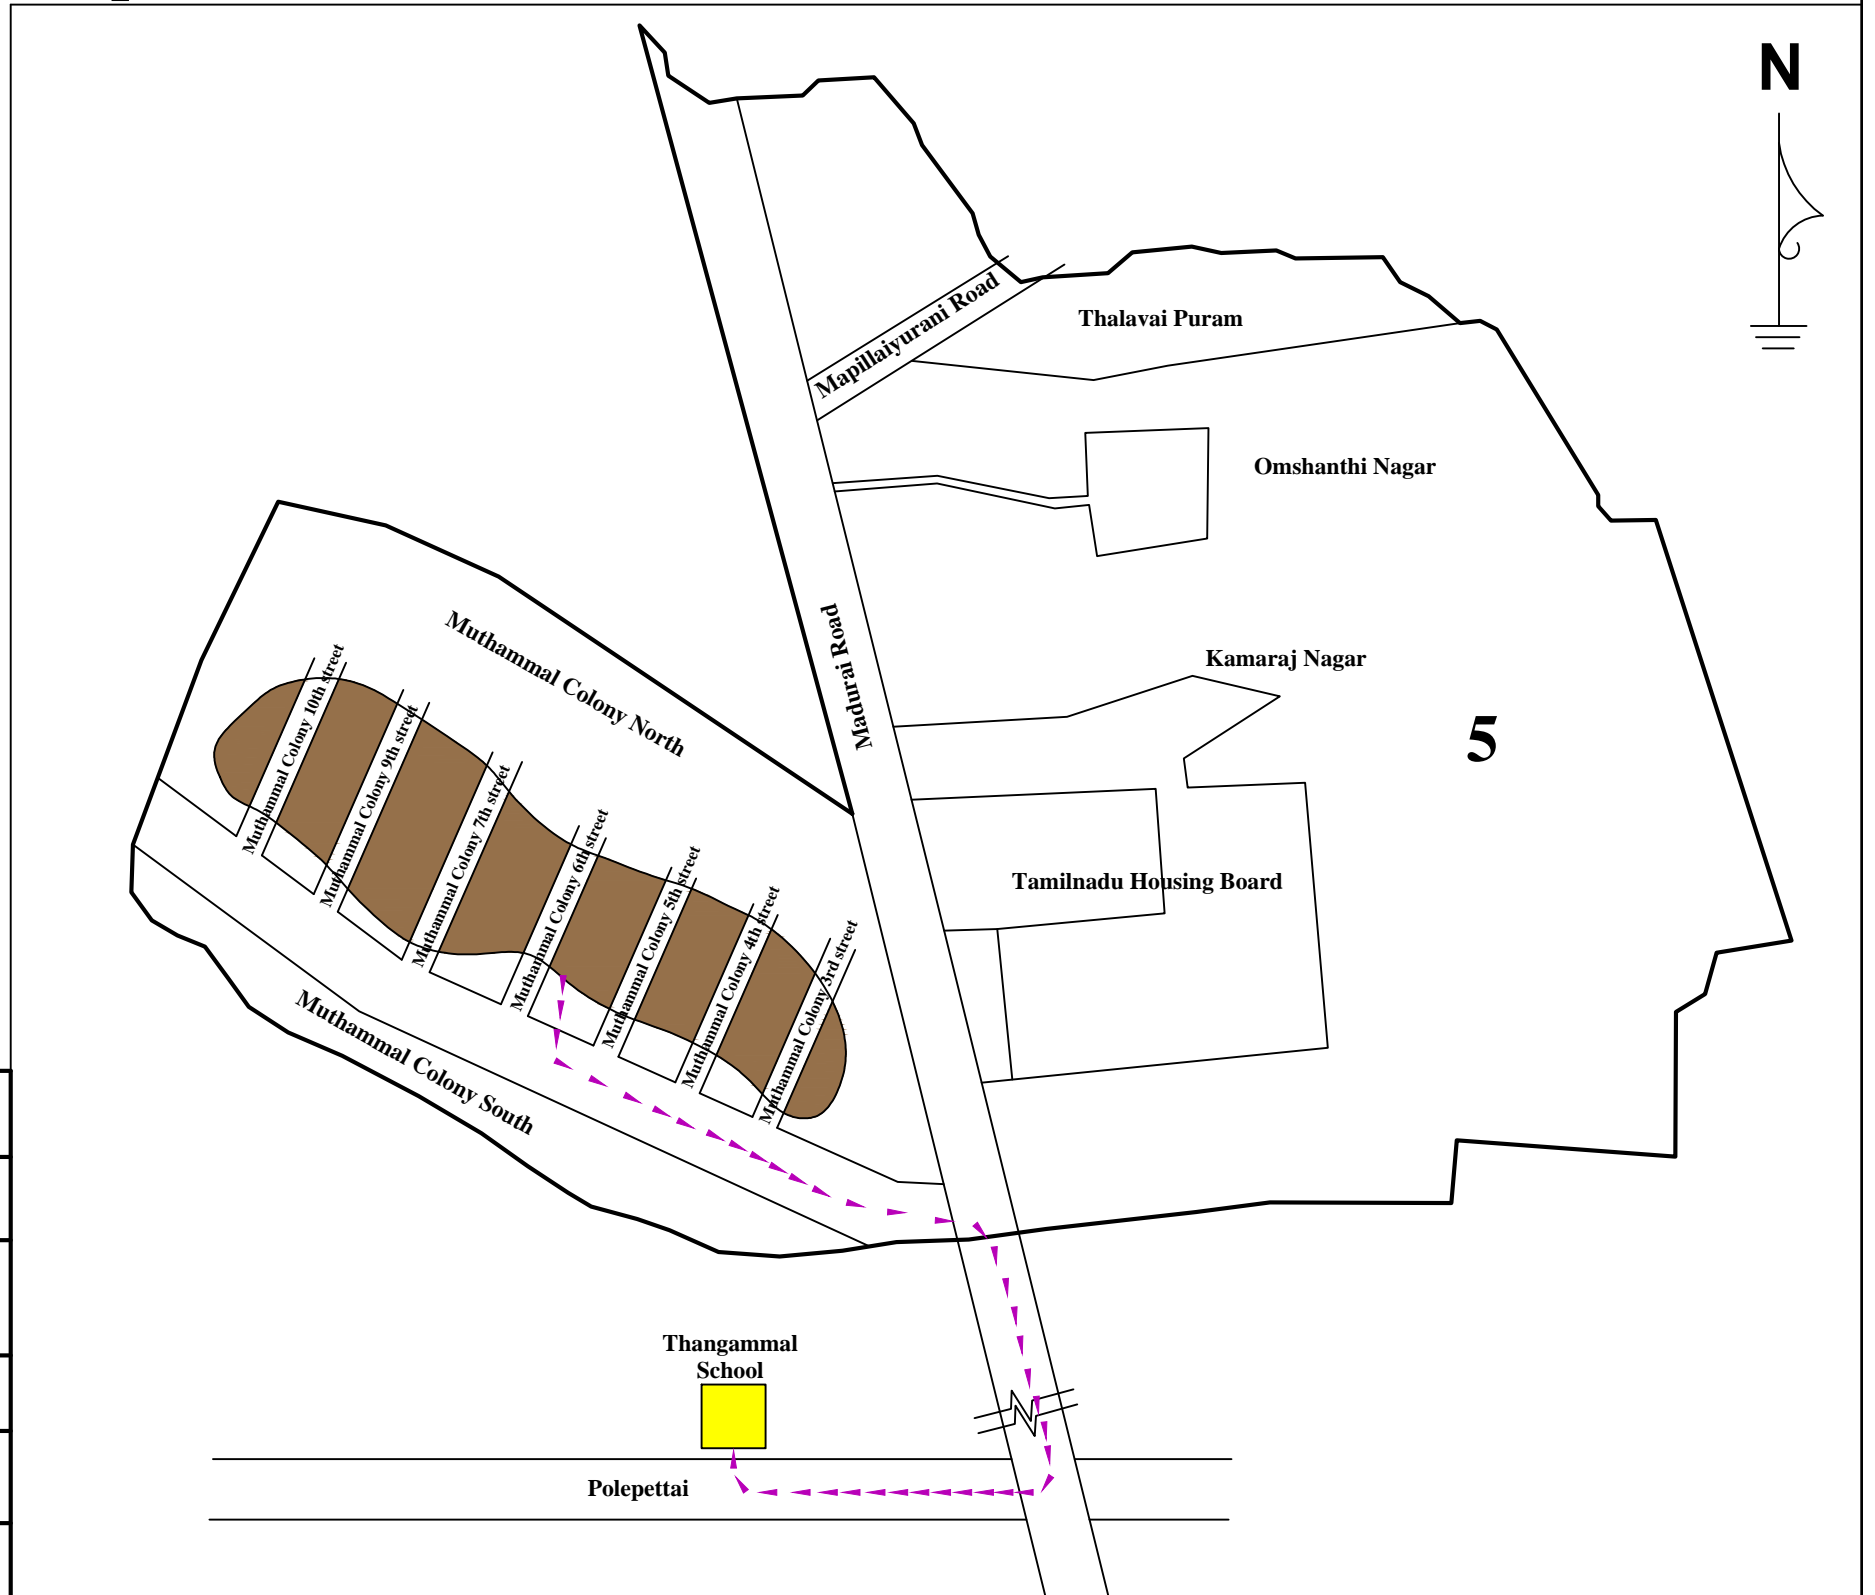 N
Mapillaiyurani Road
Thalavai Puram
Omshanthi Nagar
Madurai Road
Kamaraj Nagar
5
Muthammal Colony North
Muthammal Colony 10th street
Muthammal Colony 9th street
Muthammal Colony 7th street
Muthammal Colony 6th street
Muthammal Colony 5th street
Muthammal Colony 4th street
Muthammal Colony 3rd street
Tamilnadu Housing Board
Muthammal Colony South
Thangammal
School
Polepettai